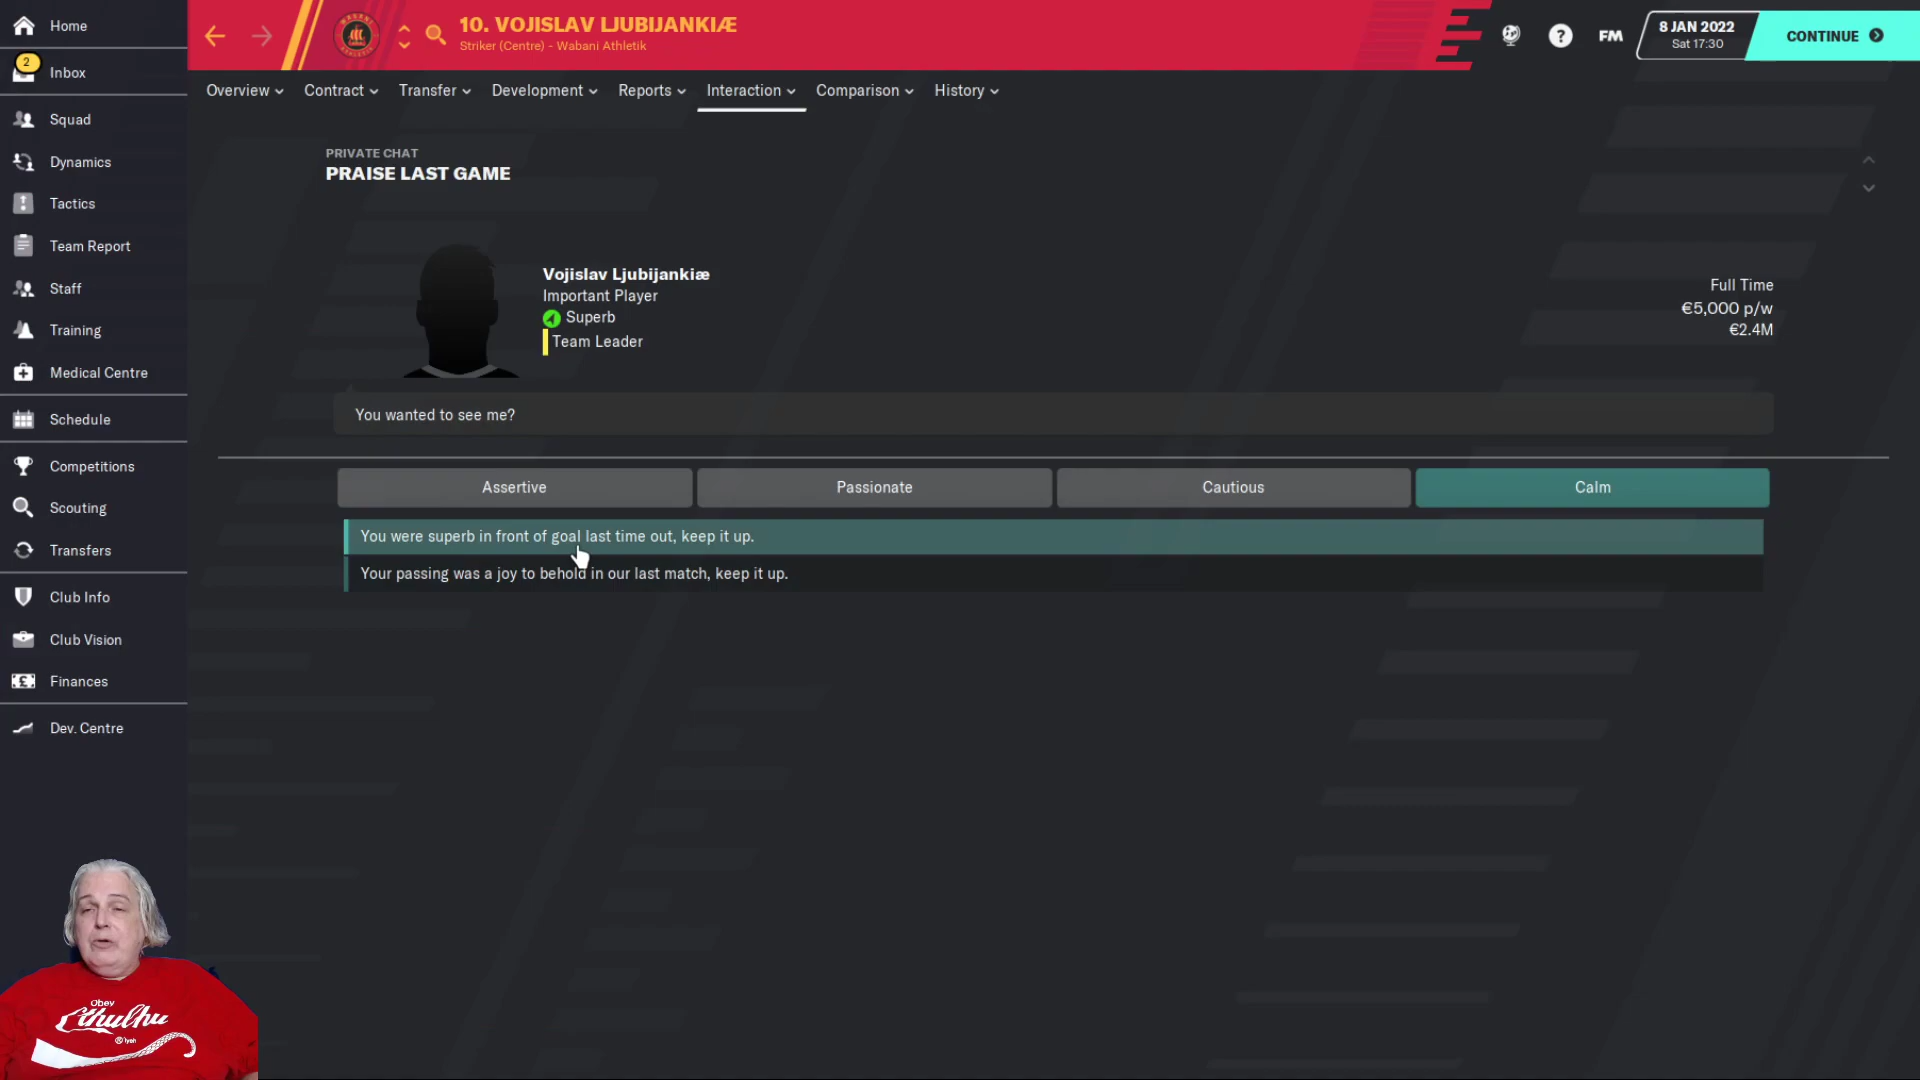 Home
2
Inbox
Squad
Dynamics
Tactics
Team Report
Staff
Training
Medical Centre
Schedule
Competitions
Scouting
Transfers
Club Info
Club Vision
Finances
Dev. Centre
10. VOJISLAV LJUBIJANKIÆ
Striker (Centre) - Wabani Athletik
FM
8 JAN 2022
Sat 17:30
CONTINUE
Overview
Contract
Transfer
Development
Reports
Interaction
Comparison
History
PRIVATE CHAT
PRAISE LAST GAME
Vojislav Ljubijankiæ
Important Player
Superb
Team Leader
Full Time
€5,000 p/w
€2.4M
You wanted to see me?
Assertive
Passionate
Cautious
Calm
You were superb in front of goal last time out, keep it up.
Your passing was a joy to behold in our last match, keep it up.
Obey
Cthulhu